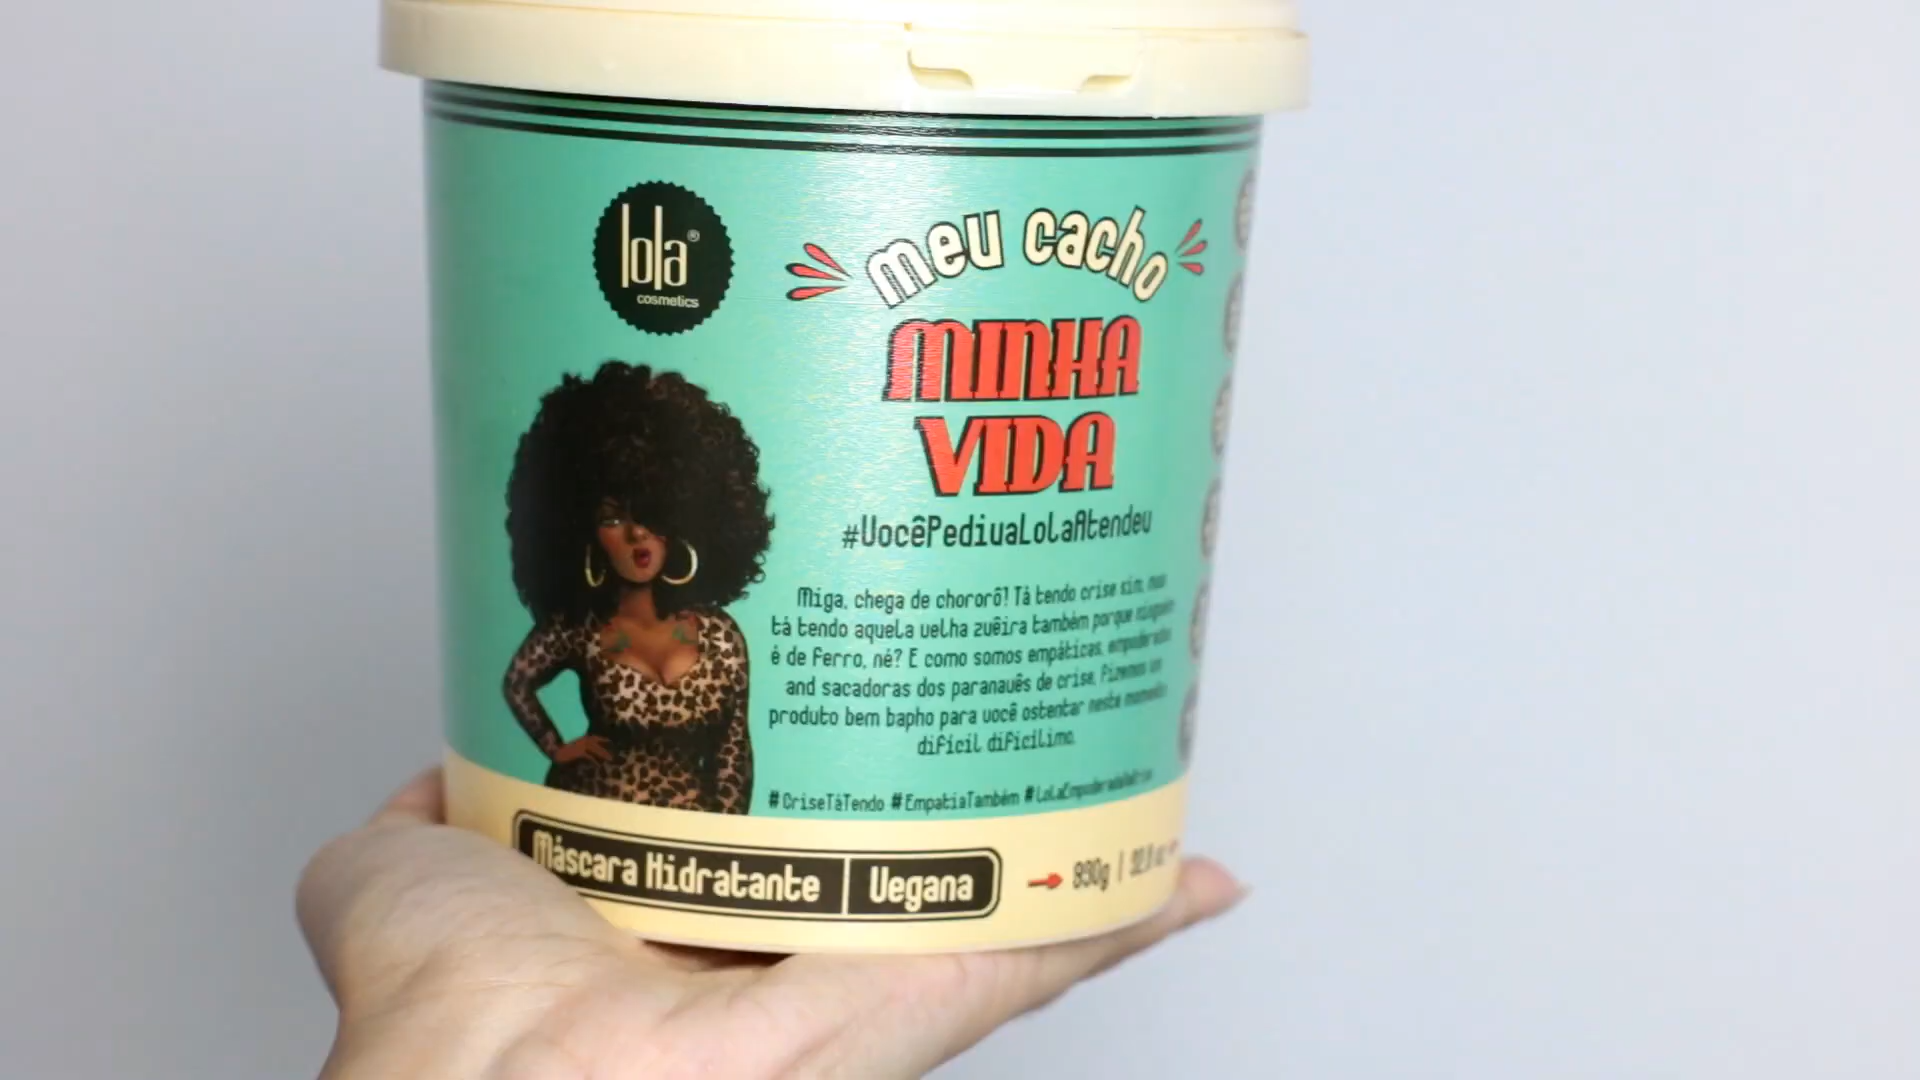 lola®
cosmetics
meu cacho
MINHA
VIDA
#VocêPediuaLolaAtendeu
Miga, chega de chororô! Tá tendo crise sim, mas
tá tendo aquela velha zuêira também porque ninguém
é de ferro, né? E como somos empáticas, empoderadas
and sacadoras dos paranauês de crise, fizemos um
produto bem bapho para você ostentar neste momento
difícil dificílimo.
#CriseTáTendo #EmpatiaTambém
Máscara Hidratante | Vegana
930g |